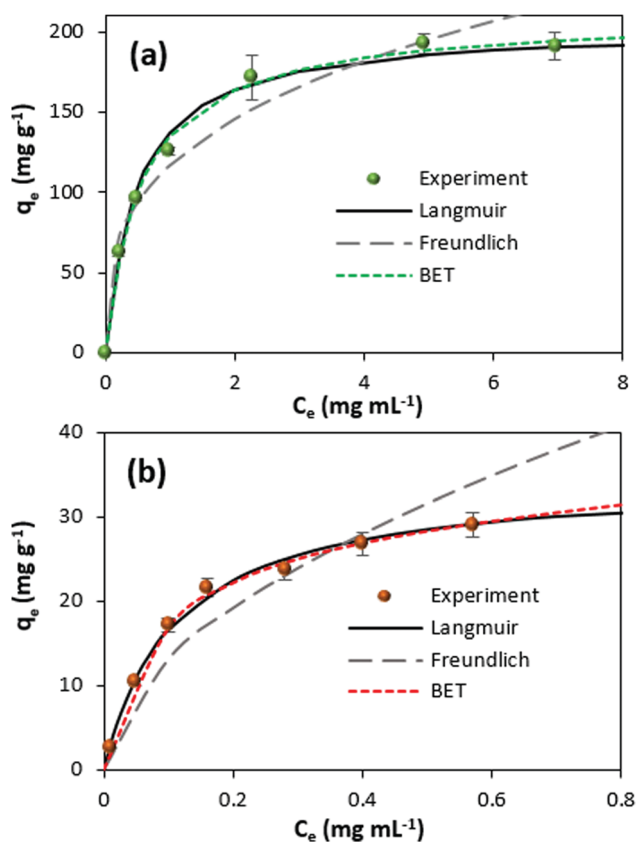 (a)
200
150
100
50
0
qe (mg g-1)
Experiment
Langmuir
Freundlich
BET
0 2 4 6 8
Ce (mg mL-1)
(b)
40
30
20
10
0
qe (mg g-1)
Experiment
Langmuir
Freundlich
BET
0 0.2 0.4 0.6 0.8
Ce (mg mL-1)